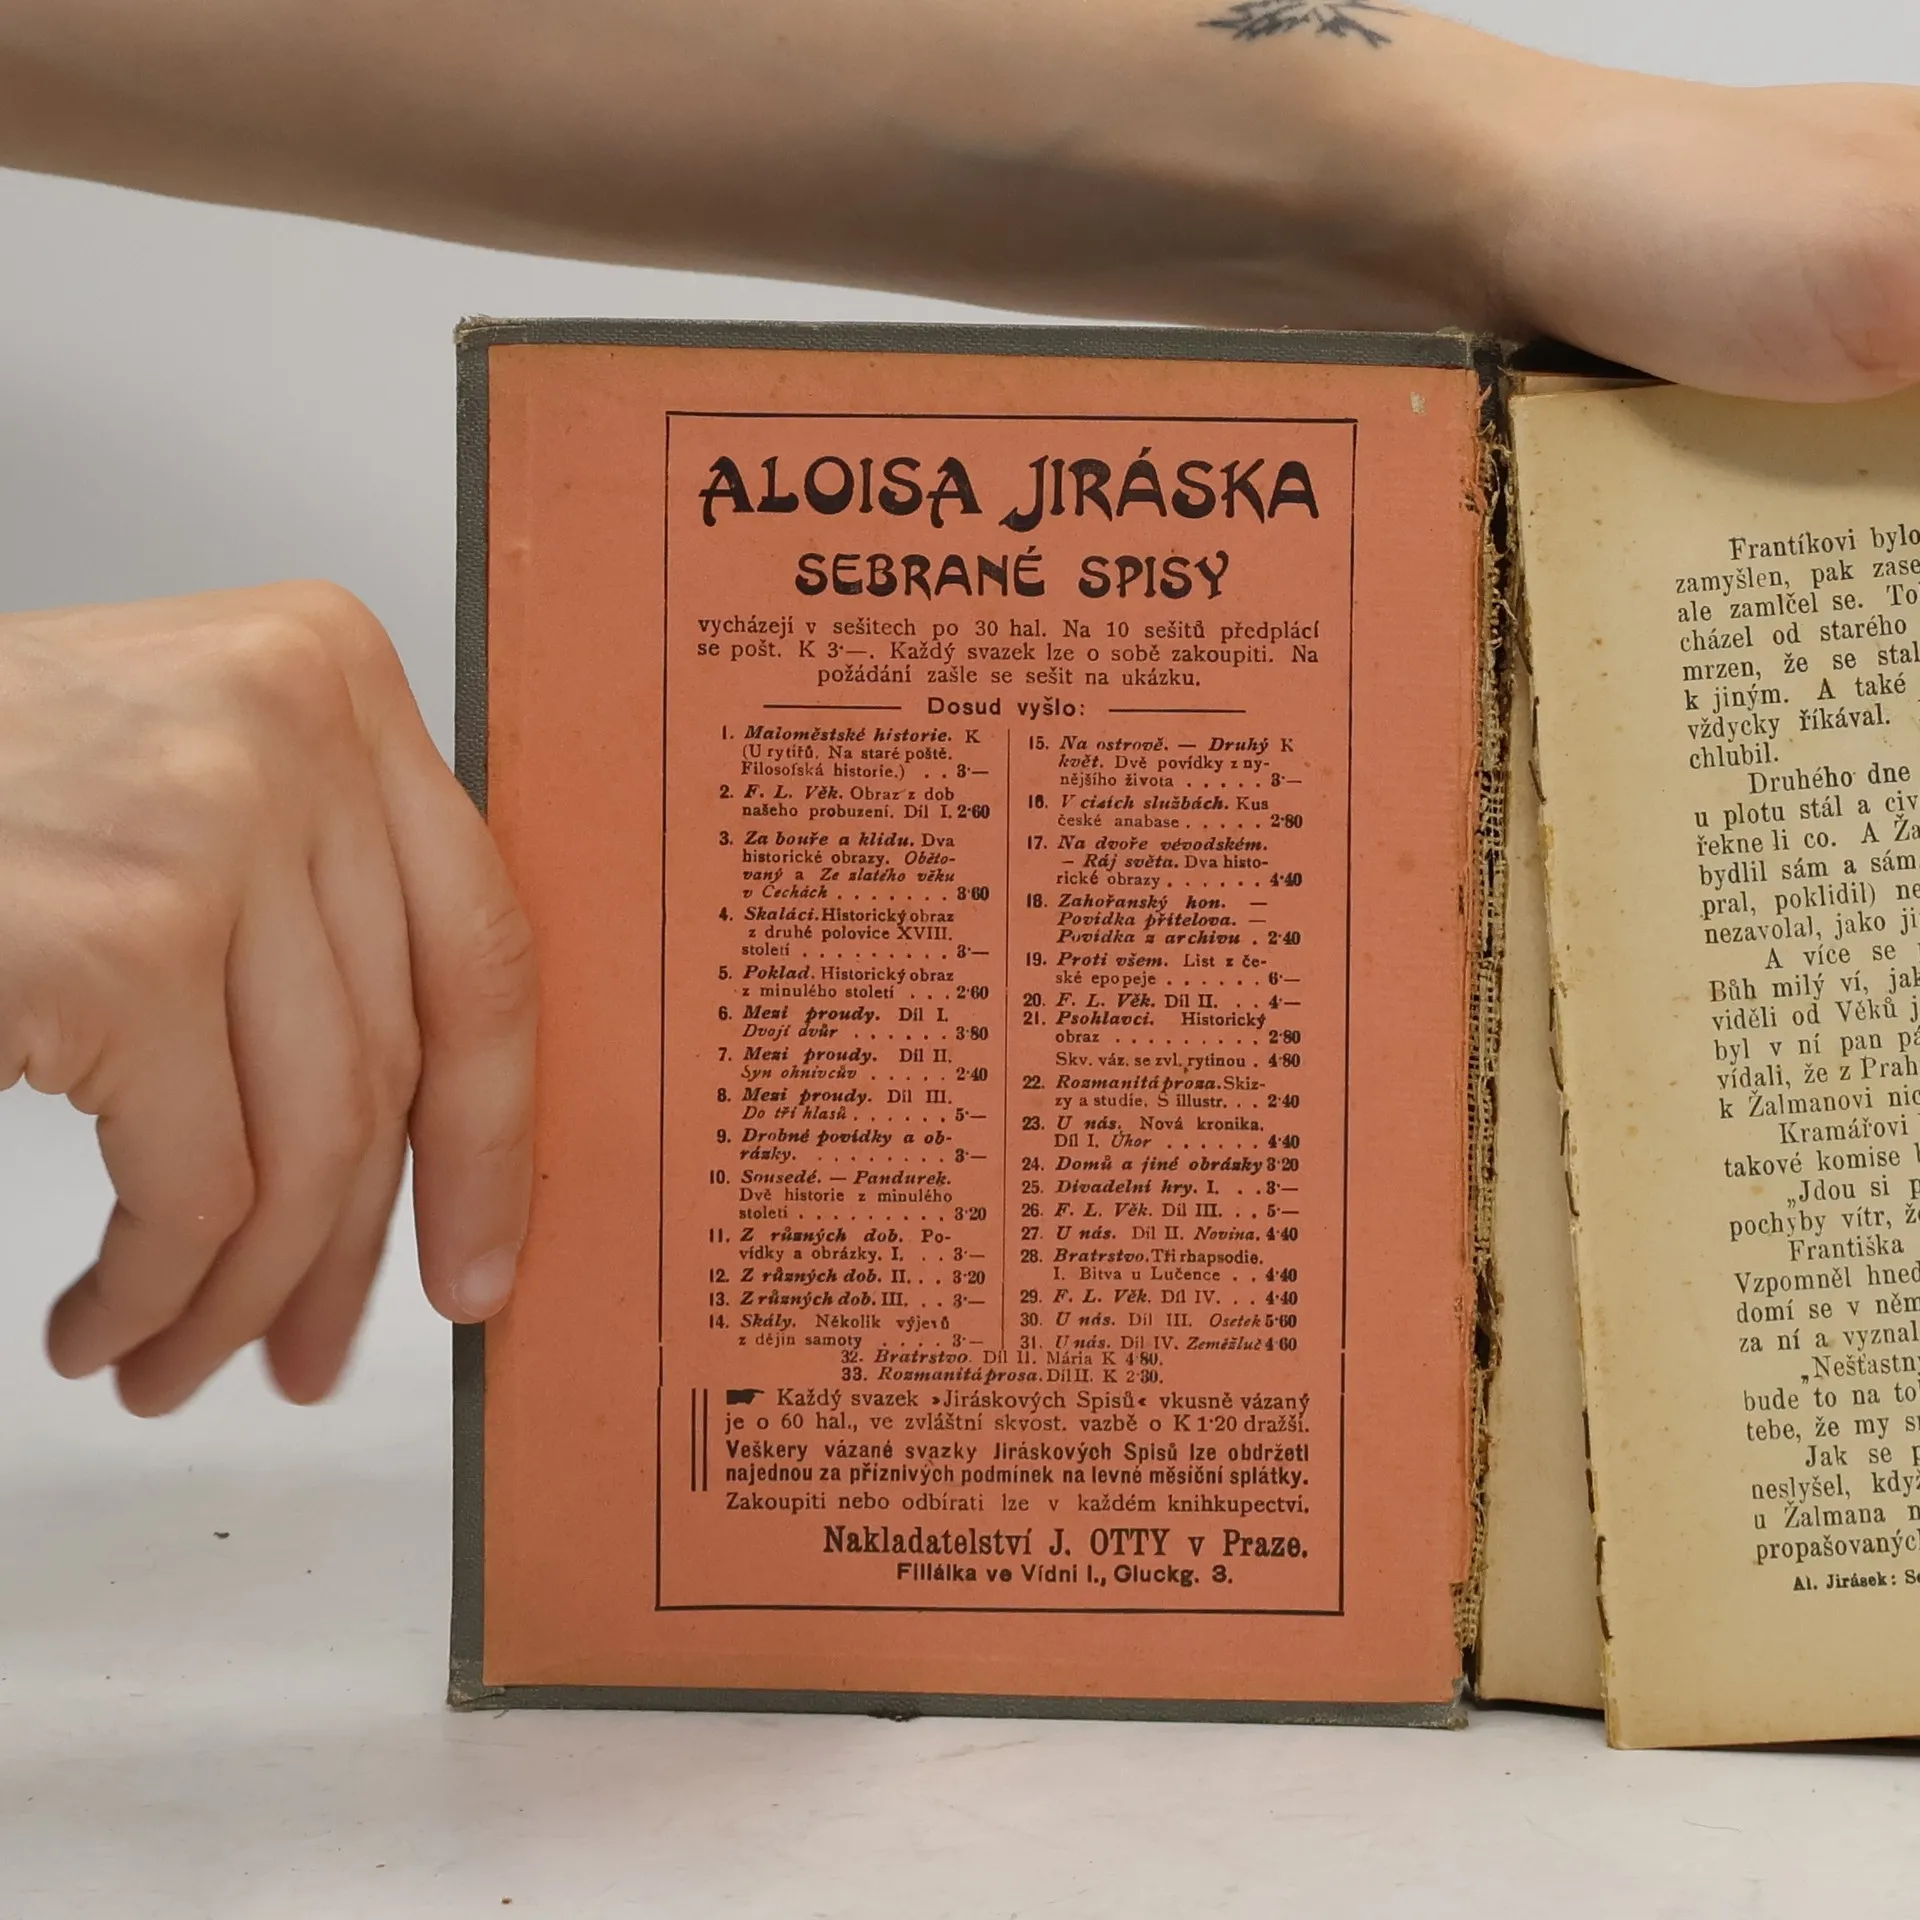 ALOISA JIRÁSKA
SEBRANÉ SPISY
vycházejí v sešitech po 30 hal. Na 10 sešitů předplácí
se pošt. K 3·—. Každý svazek lze o sobě zakoupiti. Na
požádání zašle se sešit na ukázku.
Dosud vyšlo:
1. Maloměstské historie. K
(U rytířů. Na staré poště.
Filosofská historie.) . . 3·—
2. F. L. Věk. Obraz z dob
našeho probuzení. Díl I. 2·60
3. Za bouře a klidu. Dva
historické obrazy. Oběto-
vaný a Ze zlatého věku
v Čechách . . . . . . . 3·60
4. Skaláci. Historický obraz
z druhé polovice XVIII.
století . . . . . . . . . 3·—
5. Poklad. Historický obraz
z minulého století . . . 2·60
6. Mezi proudy. Díl I.
Dvojí dvůr . . . . . . 3·80
7. Mezi proudy. Díl II.
Syn ohnivcův . . . . . 2·40
8. Mezi proudy. Díl III.
Do tří hlasů . . . . . . 5·—
9. Drobné povídky a ob-
rázky. . . . . . . . . 3·—
10. Sousedé. — Pandurek.
Dvě historie z minulého
století . . . . . . . . . 3·20
11. Z různých dob. Po-
vídky a obrázky. I. . . 3·—
12. Z různých dob. II. . . 3·20
13. Z různých dob. III. . . 3·—
14. Skály. Několik výjevů
z dějin samoty . . . . 3·—
15. Na ostrově. — Druhý K
květ. Dvě povídky z ny-
nějšího života . . . . . 3·—
16. V cizích službách. Kus
české anabase . . . . . 2·80
17. Na dvoře vévodském.
— Ráj světa. Dva histo-
rické obrazy . . . . . . 4·40
18. Zahořanský hon. —
Povídka přítelova. —
Povídka z archivu . 2·40
19. Proti všem. List z če-
ské epopeje . . . . . . 6·—
20. F. L. Věk. Díl II. . . 4·—
21. Psohlavci. Historický
obraz . . . . . . . . . 2·80
Skv. váz. se zvl. rytinou . 4·80
22. Rozmanitá prosa. Skiz-
zy a studie. S illustr. . . 2·40
23. U nás. Nová kronika.
Díl I. Úhor . . . . . . 4·40
24. Domů a jiné obrázky 3·20
25. Divadelní hry. I. . . 3·—
26. F. L. Věk. Díl III. . . 5·—
27. U nás. Díl II. Novina. 4·40
28. Bratrstvo. Tři rhapsodie.
I. Bitva u Lučence . . 4·40
29. F. L. Věk. Díl IV. . . 4·40
30. U nás. Díl III. Osetek 5·60
31. U nás. Díl IV. Zeměžluč 4·60
32. Bratrstvo. Díl II. Mária K 4·80.
33. Rozmanitá prosa. Díl II. K 2·30.
Každý svazek »Jiráskových Spisů« vkusně vázaný
je o 60 hal., ve zvláštní skvost. vazbě o K 1·20 dražší.
Veškery vázané svazky Jiráskových Spisů lze obdržeti
najednou za příznivých podmínek na levné měsíční splátky.
Zakoupiti nebo odbírati lze v každém knihkupectví.
Nakladatelství J. OTTY v Praze.
Filiálka ve Vídni I., Gluckg. 3.
Frantíkovi bylo
zamyšlen, pak zase
ale zamlčel se. To
cházel od starého
mrzen, že se stal
k jiným. A také
vždycky říkával.
chlubil.
Druhého dne
u plotu stál a
řekne li co. A
bydlil sám a sám
pral, poklidil)
nezavolal, jako
A více se
Bůh milý ví, jak
viděli od Věků
byl v ní pan
vídali, že z
k Žalmanovi
Kramářovi
takové komise
„Jdou si
pochyby vítr,
Františka
Vzpomněl hned
domí se v
za ní a vyznal
„Nešťastn
bude to na
tebe, že my
Jak se
neslyšel, když
u Žalmana
propašovaných
Al. Jirásek: